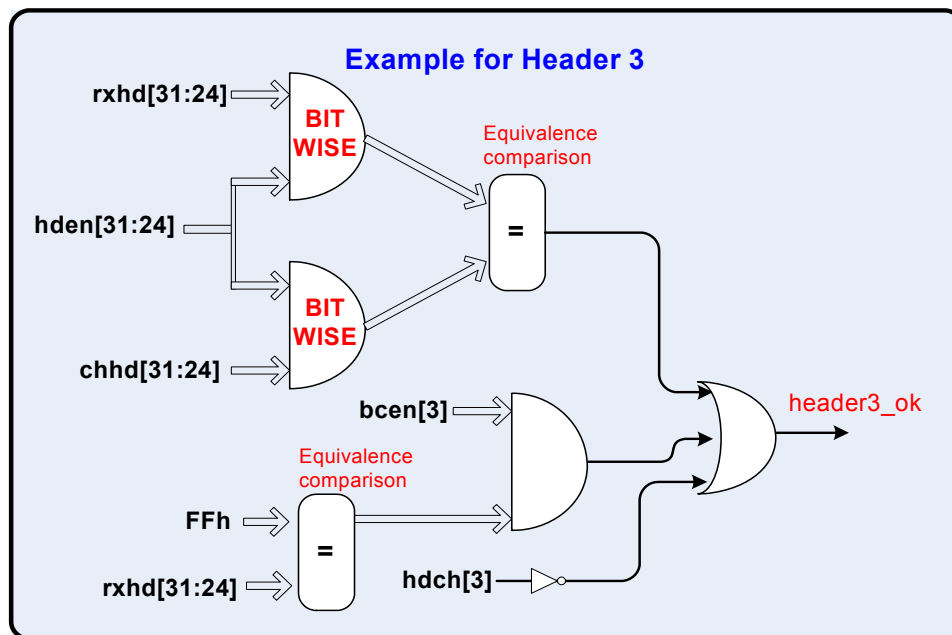 Example for Header 3
rxhd[31:24]
BIT
WISE
Equivalence
comparison
hden[31:24]
=
BIT
WISE
chhd[31:24]
bcen[3]
header3_ok
Equivalence
comparison
FFh
=
rxhd[31:24]
hdch[3]